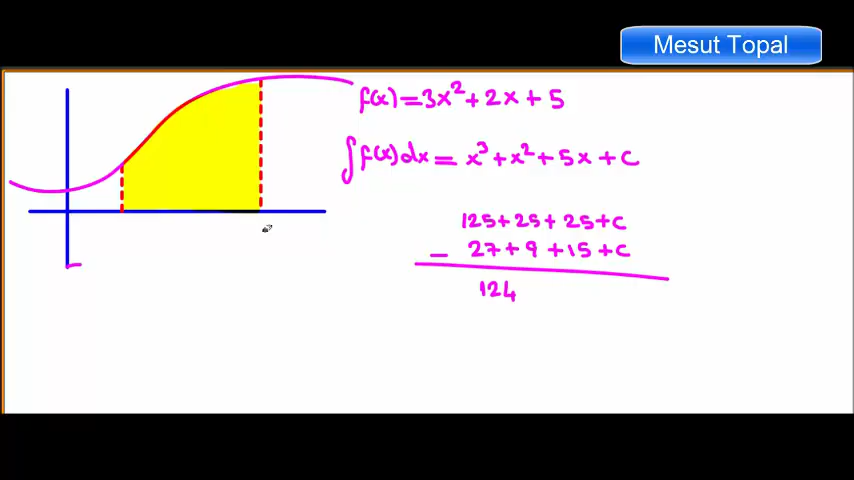 Mesut Topal
f(x) = 3x² + 2x + 5
∫f(x)dx = x³ + x² + 5x + c
125 + 25 + 25 + c
− 27 + 9 + 15 + c
124